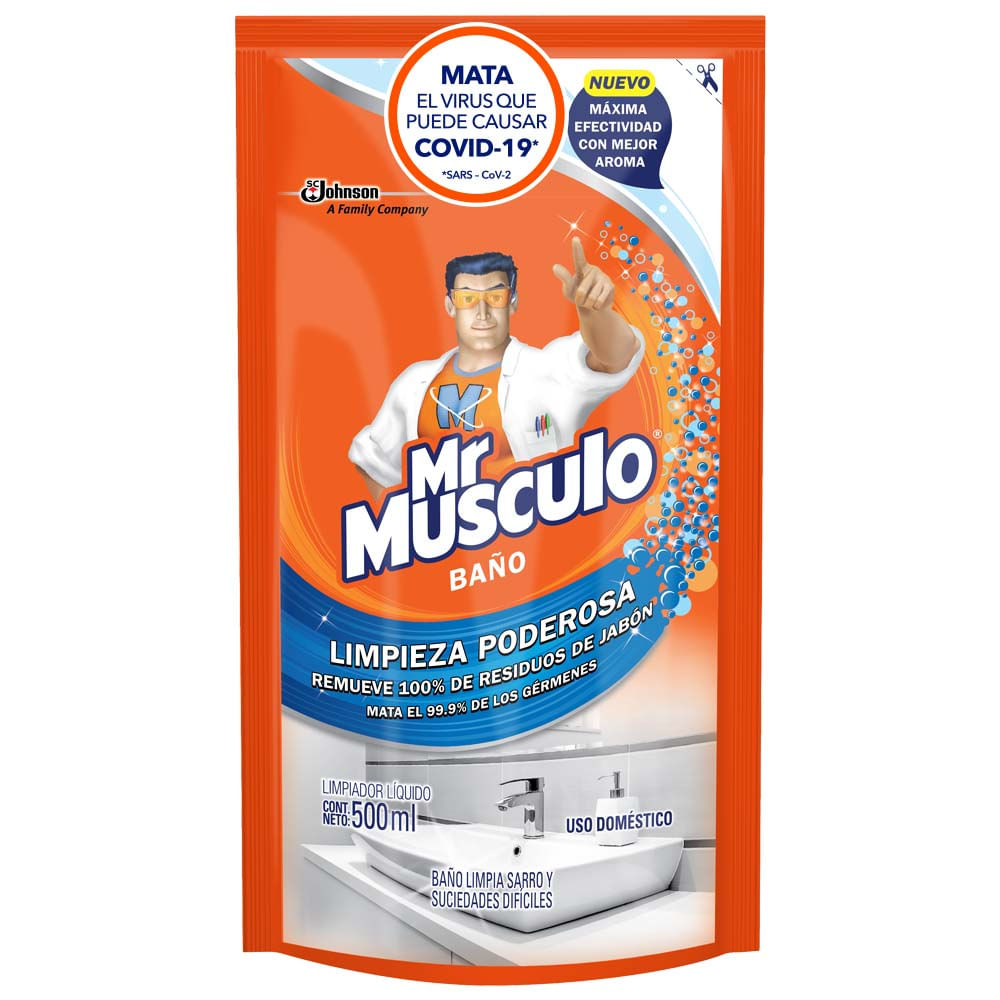 MATA
EL VIRUS QUE
PUEDE CAUSAR
COVID-19*
*SARS - CoV-2
NUEVO
MÁXIMA
EFECTIVIDAD
CON MEJOR
AROMA
SC Johnson
A Family Company
M
Mr
MUSCULO®
BAÑO
LIMPIEZA PODEROSA
REMUEVE 100% DE RESIDUOS DE JABÓN
MATA EL 99.9% DE LOS GÉRMENES
LIMPIADOR LÍQUIDO
CONT.
NETO: 500 ml
USO DOMÉSTICO
BAÑO LIMPIA SARRO Y
SUCIEDADES DIFÍCILES